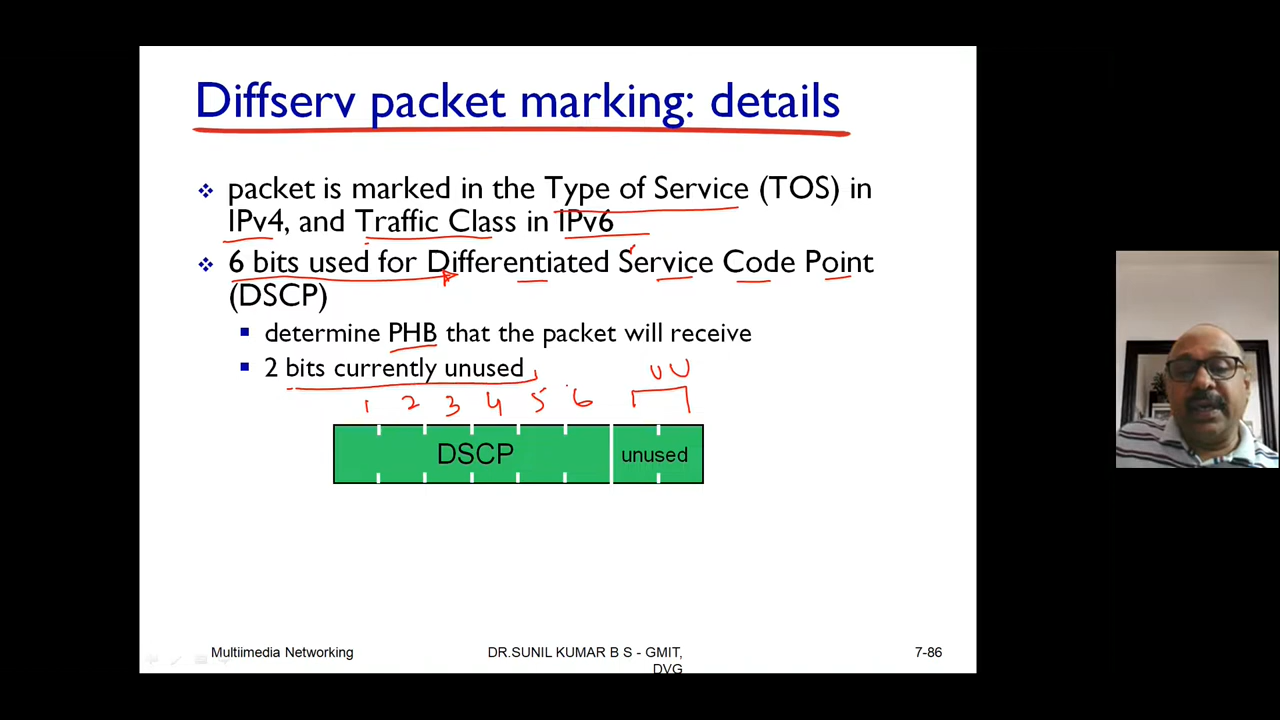 Diffserv packet marking: details
packet is marked in the Type of Service (TOS) in
IPv4, and Traffic Class in IPv6
6 bits used for Differentiated Service Code Point
(DSCP)
determine PHB that the packet will receive
2 bits currently unused
U U
1 2 3 4 5 6
DSCP unused
Multiimedia Networking
DR.SUNIL KUMAR B S - GMIT,
DVG
7-86